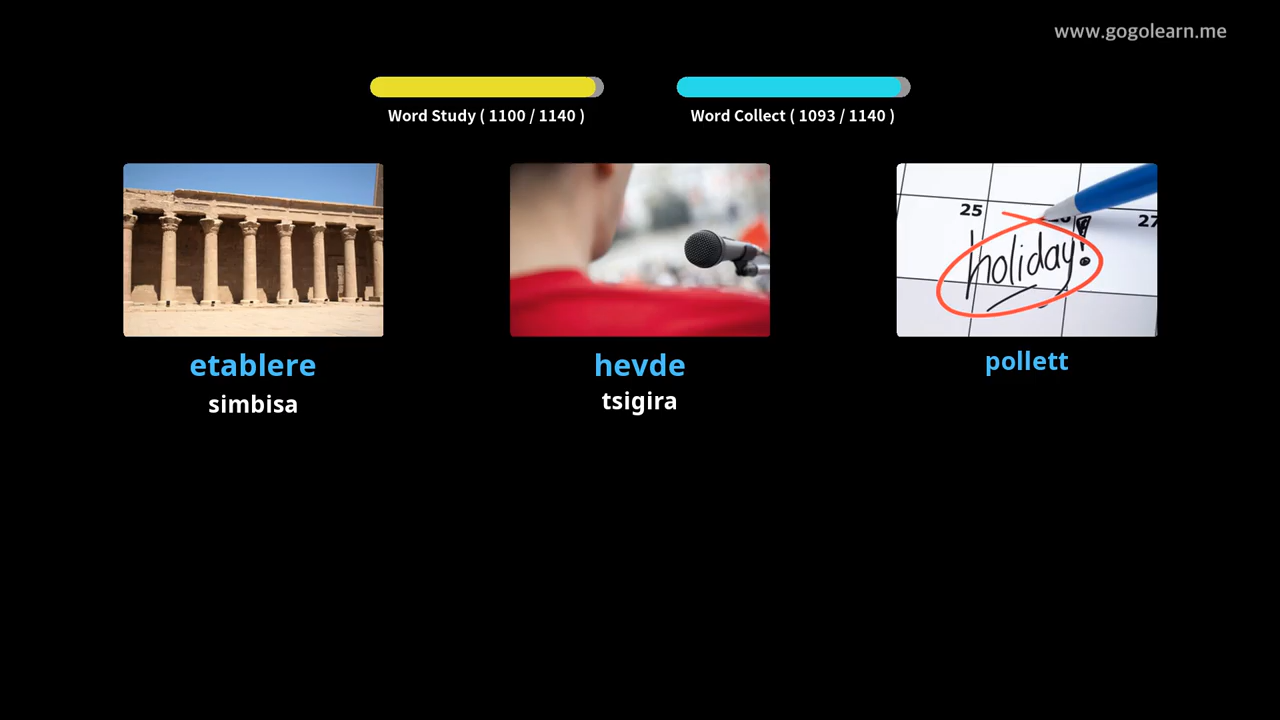 www.gogolearn.me
Word Study ( 1100 / 1140 )
Word Collect ( 1093 / 1140 )
25
27
holiday!
etablere
hevde
pollett
simbisa
tsigira